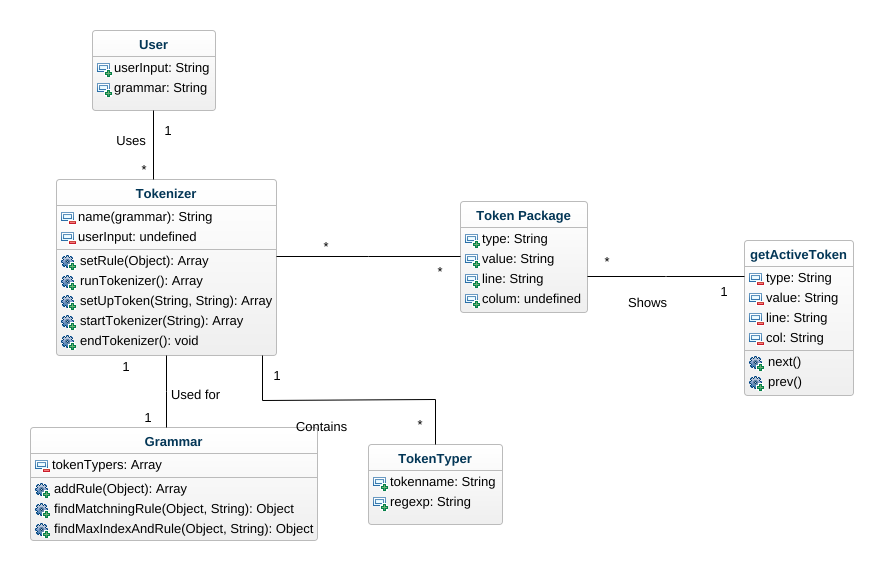 User
userInput: String
grammar: String
1
Uses
*
Tokenizer
name(grammar): String
userInput: undefined
setRule(Object): Array
runTokenizer(): Array
setUpToken(String, String): Array
startTokenizer(String): Array
endTokenizer(): void
*
*
Token Package
type: String
value: String
line: String
colum: undefined
*
Shows
1
getActiveToken
type: String
value: String
line: String
col: String
next()
prev()
1
Used for
1
1
Contains
*
Grammar
tokenTypers: Array
addRule(Object): Array
findMatchningRule(Object, String): Object
findMaxIndexAndRule(Object, String): Object
TokenTyper
tokenname: String
regexp: String